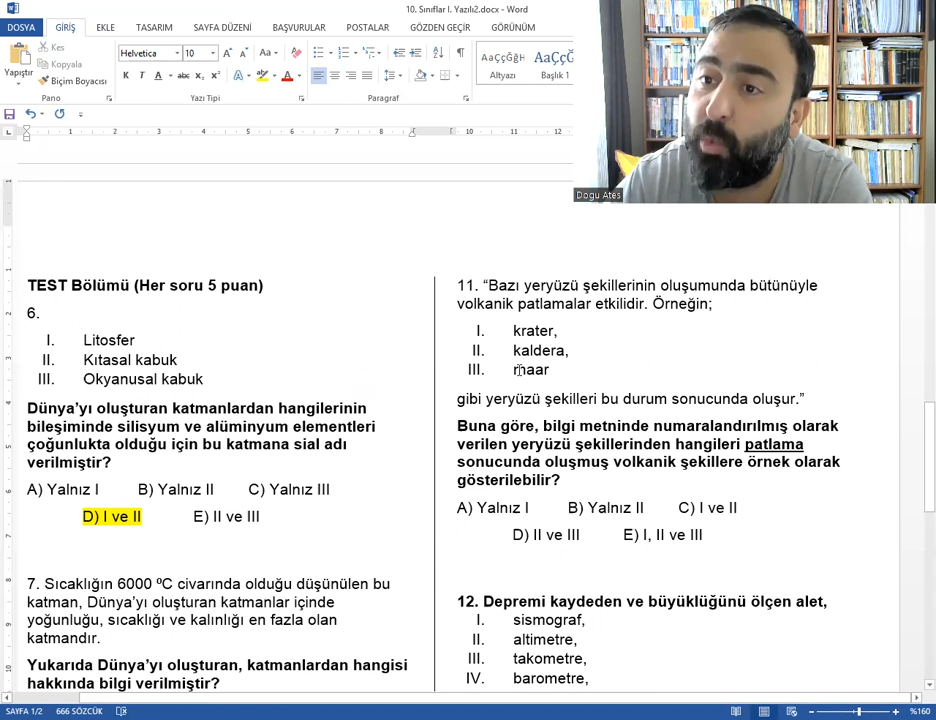 10. Sınıflar I. Yazılı2.docx - Word
DOSYA GİRİŞ EKLE TASARIM SAYFA DÜZENİ BAŞVURULAR POSTALAR GÖZDEN GEÇİR GÖRÜNÜM
Yapıştır
Kes
Kopyala
Biçim Boyacısı
Pano
Helvetica 10
Yazı Tipi
Paragraf
AaÇçĞğ
Altyazı
Başlık 1
Dogu Ates
TEST Bölümü (Her soru 5 puan)
6.
I. Litosfer
II. Kıtasal kabuk
III. Okyanusal kabuk
Dünya’yı oluşturan katmanlardan hangilerinin
bileşiminde silisyum ve alüminyum elementleri
çoğunlukta olduğu için bu katmana sial adı
verilmiştir?
A) Yalnız I B) Yalnız II C) Yalnız III
D) I ve II E) II ve III
7. Sıcaklığın 6000 ºC civarında olduğu düşünülen bu
katman, Dünya’yı oluşturan katmanlar içinde
yoğunluğu, sıcaklığı ve kalınlığı en fazla olan
katmandır.
Yukarıda Dünya’yı oluşturan, katmanlardan hangisi
hakkında bilgi verilmiştir?
11. “Bazı yeryüzü şekillerinin oluşumunda bütünüyle
volkanik patlamalar etkilidir. Örneğin;
I. krater,
II. kaldera,
III. maar
gibi yeryüzü şekilleri bu durum sonucunda oluşur.”
Buna göre, bilgi metninde numaralandırılmış olarak
verilen yeryüzü şekillerinden hangileri patlama
sonucunda oluşmuş volkanik şekillere örnek olarak
gösterilebilir?
A) Yalnız I B) Yalnız II C) I ve II
D) II ve III E) I, II ve III
12. Depremi kaydeden ve büyüklüğünü ölçen alet,
I. sismograf,
II. altimetre,
III. takometre,
IV. barometre,
SAYFA 1/2 666 SÖZCÜK
%160